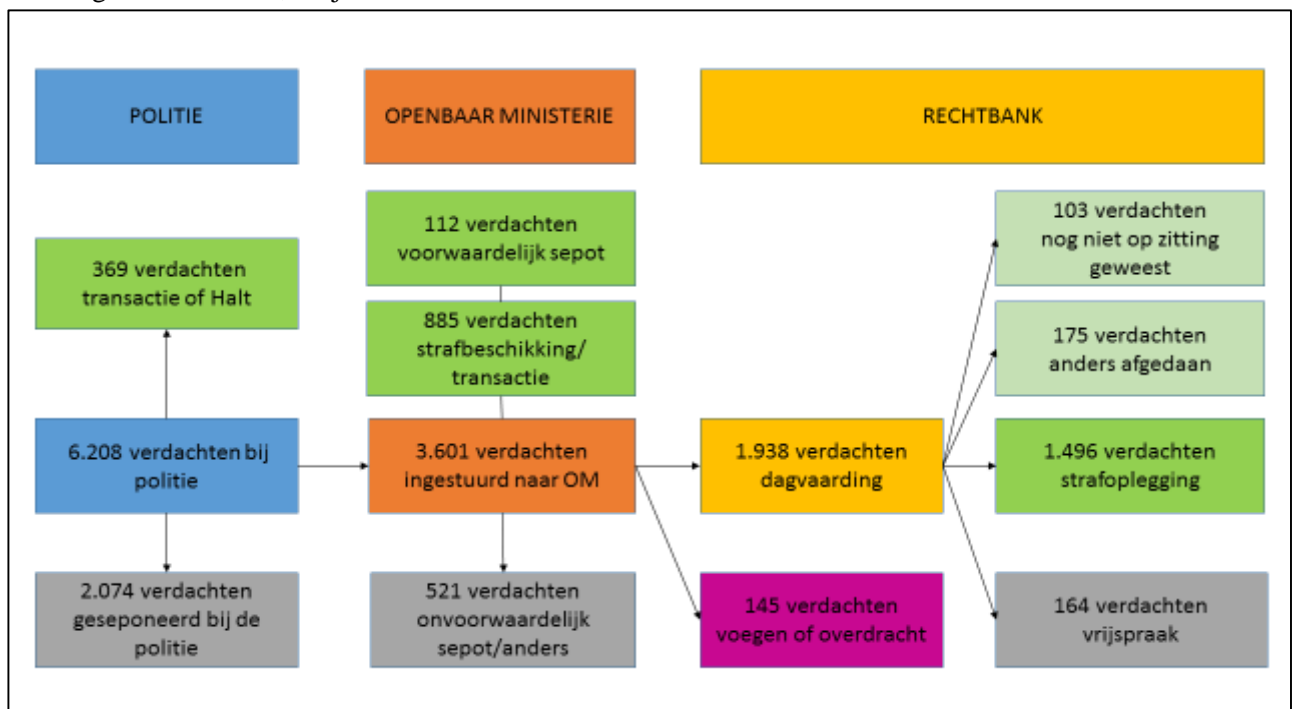 POLITIE
OPENBAAR MINISTERIE
RECHTBANK
369 verdachten
transactie of Halt
6.208 verdachten bij
politie
2.074 verdachten
geseponeerd bij de
politie
112 verdachten
voorwaardelijk sepot
885 verdachten
strafbeschikking/
transactie
3.601 verdachten
ingestuurd naar OM
521 verdachten
onvoorwaardelijk
sepot/anders
1.938 verdachten
dagvaarding
145 verdachten
voegen of overdracht
103 verdachten
nog niet op zitting
geweest
175 verdachten
anders afgedaan
1.496 verdachten
strafoplegging
164 verdachten
vrijspraak